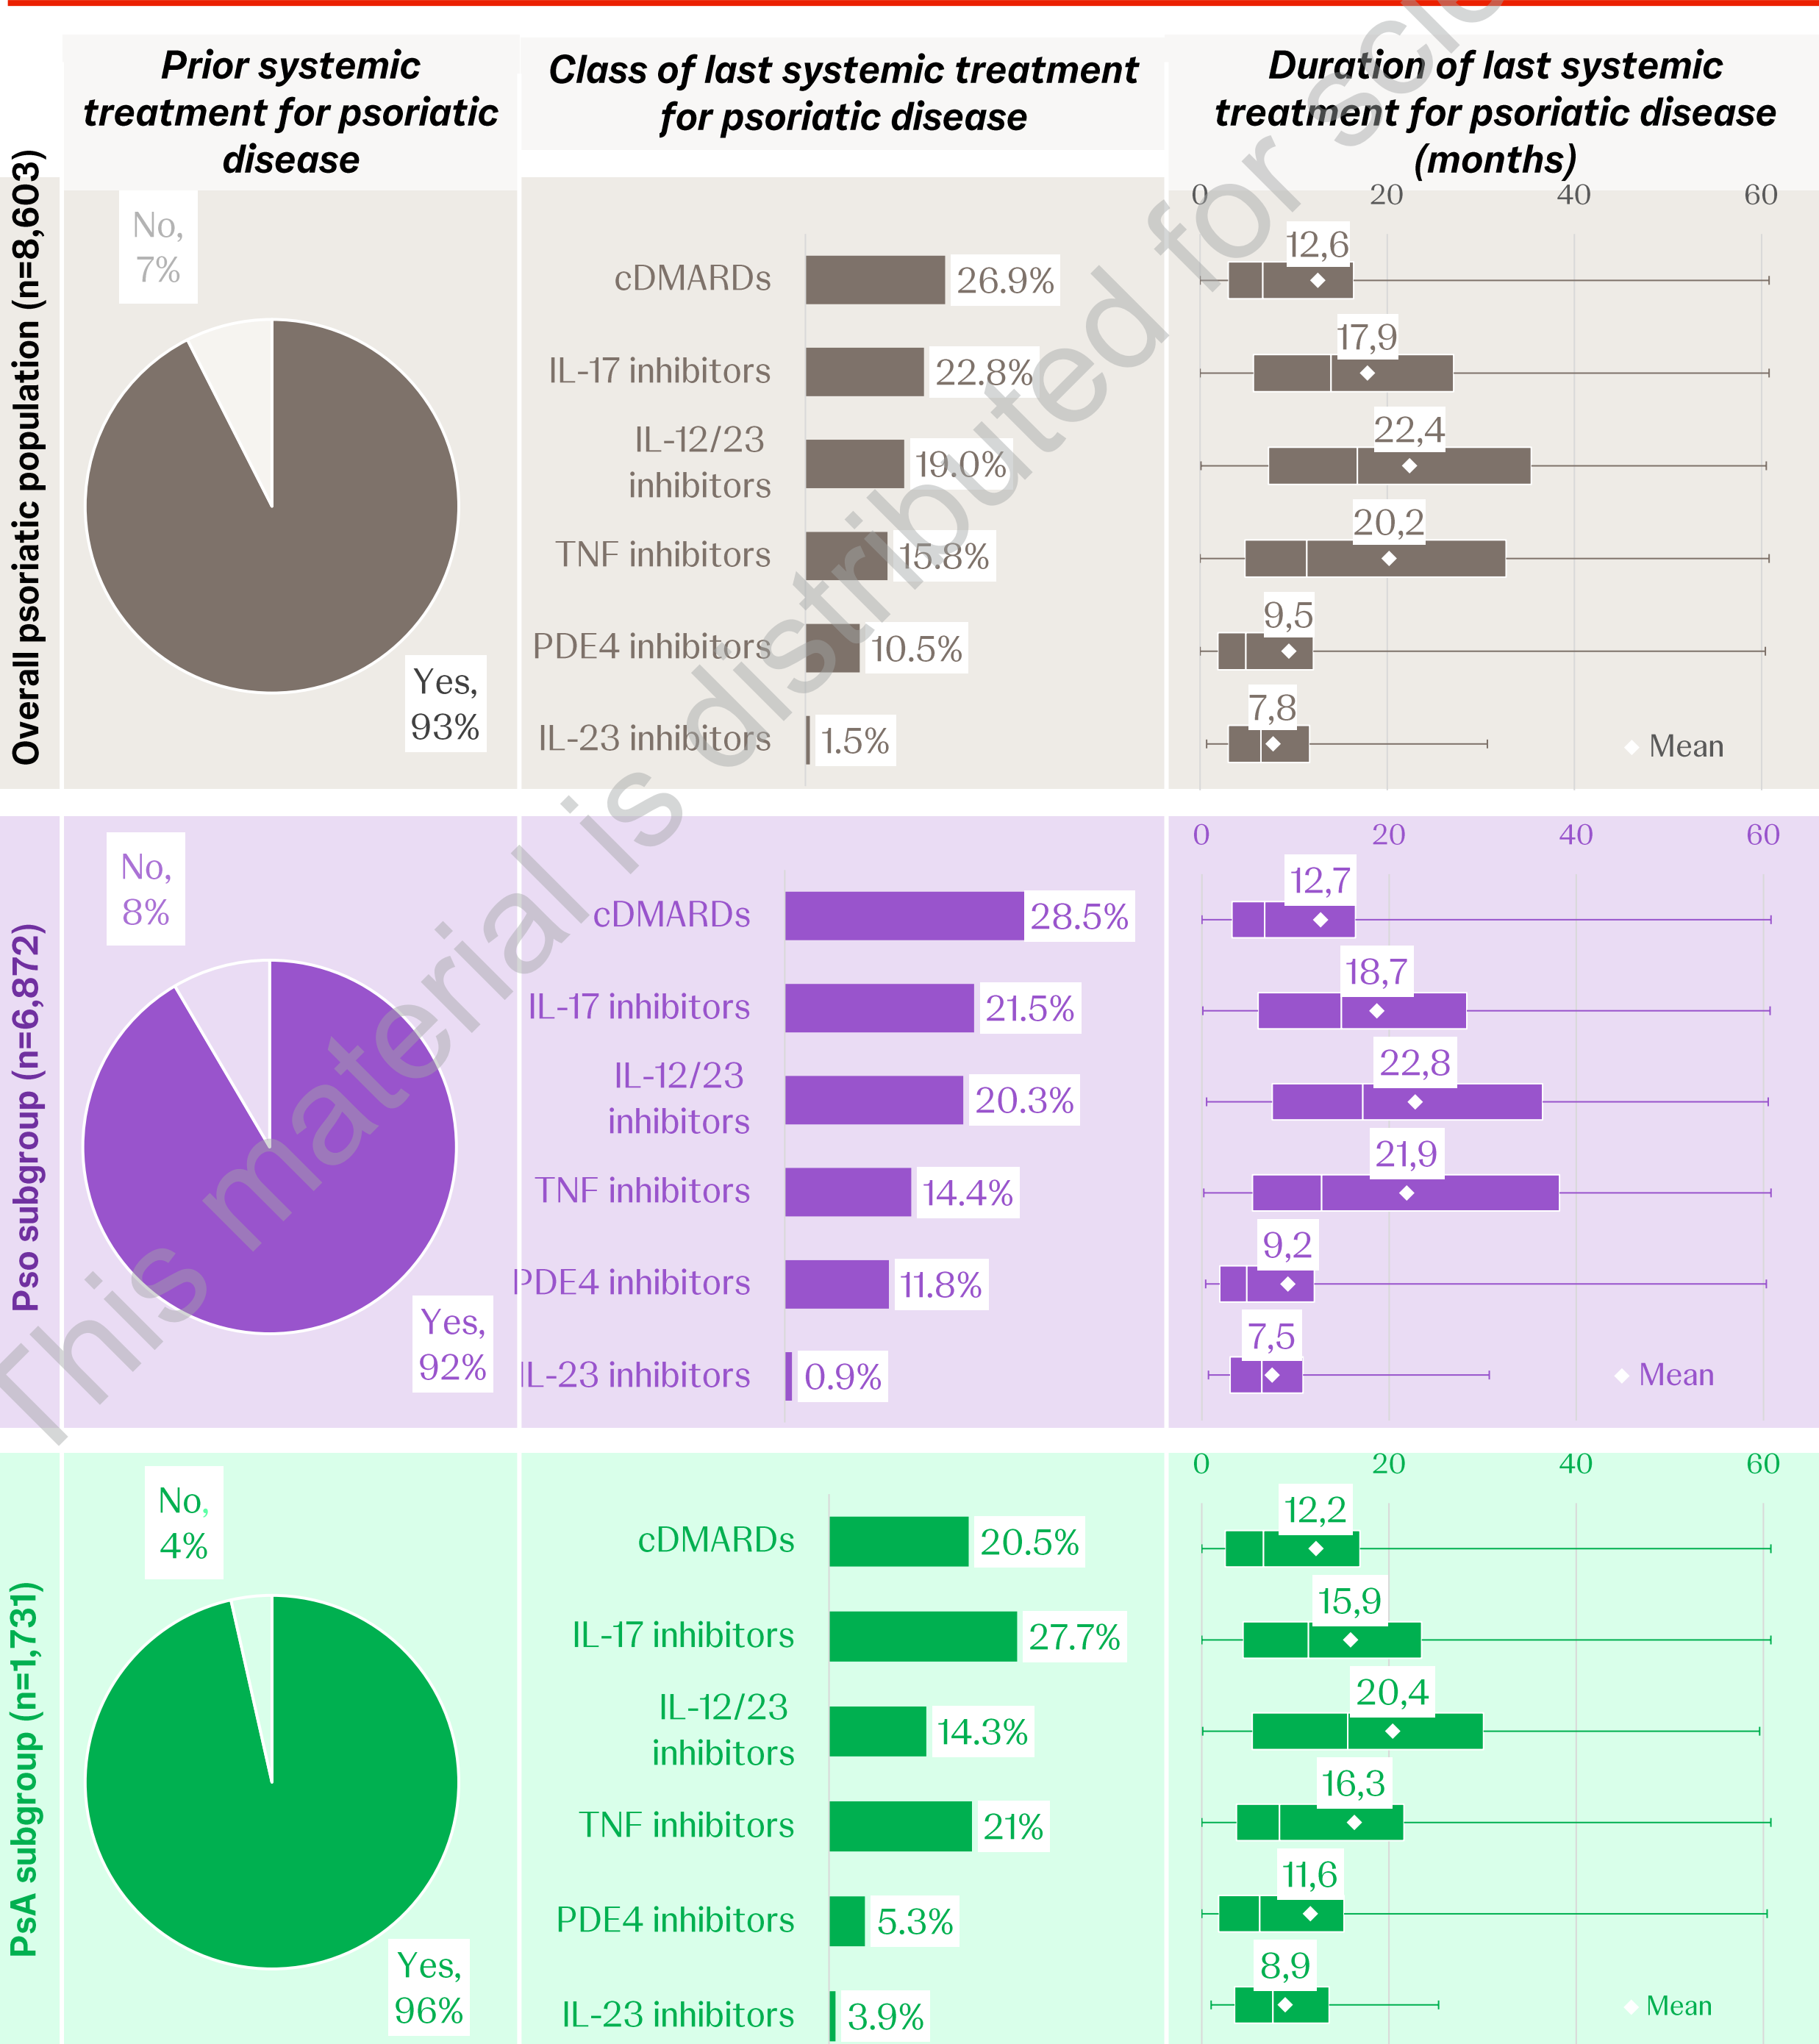 Prior systemic
treatment for psoriatic
disease
Class of last systemic treatment
for psoriatic disease
Duration of last systemic
treatment for psoriatic disease
(months)
Overall psoriatic population (n=8,603)
No,
7%
Yes,
93%
cDMARDs
26.9%
IL-17 inhibitors
22.8%
IL-12/23
inhibitors
19.0%
TNF inhibitors
15.8%
PDE4 inhibitors
10.5%
IL-23 inhibitors
1.5%
0 20 40 60
12,6
17,9
22,4
20,2
9,5
7,8
Mean
Pso subgroup (n=6,872)
No,
8%
Yes,
92%
cDMARDs
28.5%
IL-17 inhibitors
21.5%
IL-12/23
inhibitors
20.3%
TNF inhibitors
14.4%
PDE4 inhibitors
11.8%
IL-23 inhibitors
0.9%
0 20 40 60
12,7
18,7
22,8
21,9
9,2
7,5
Mean
PsA subgroup (n=1,731)
No,
4%
Yes,
96%
cDMARDs
20.5%
IL-17 inhibitors
27.7%
IL-12/23
inhibitors
14.3%
TNF inhibitors
21%
PDE4 inhibitors
5.3%
IL-23 inhibitors
3.9%
0 20 40 60
12,2
15,9
20,4
16,3
11,6
8,9
Mean
This material is distributed for